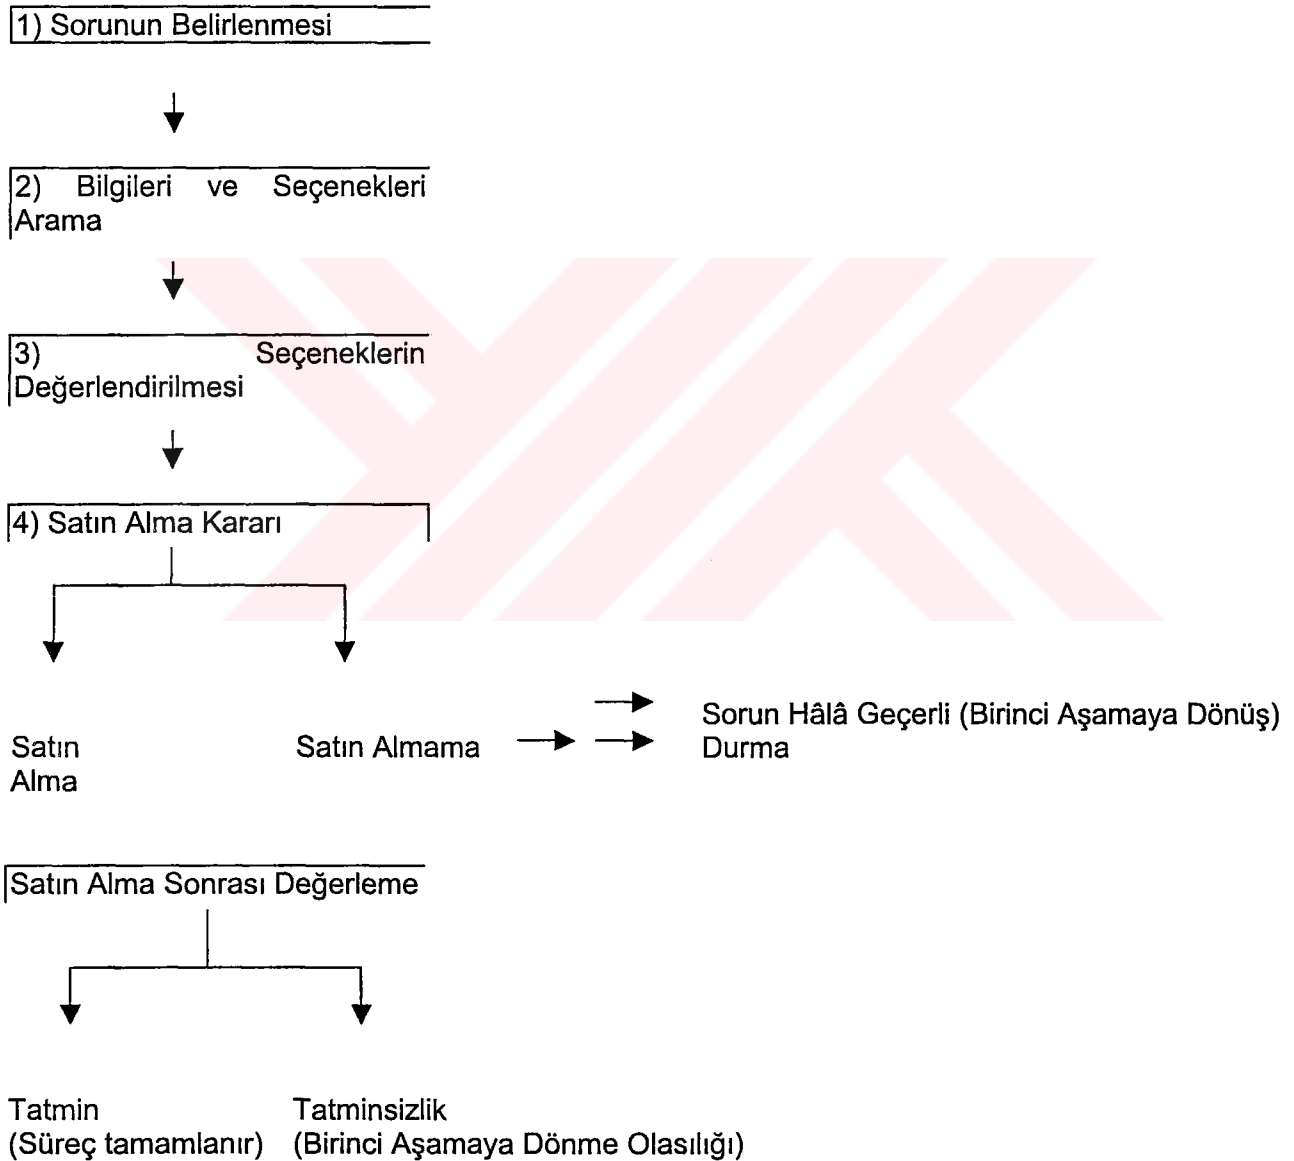 1) Sorunun Belirlenmesi
2) Bilgileri ve Seçenekleri
Arama
3) Seçeneklerin
Değerlendirilmesi
4) Satın Alma Kararı
Sorun Hâlâ Geçerli (Birinci Aşamaya Dönüş)
Satın Satın Almama Durma
Alma
Satın Alma Sonrası Değerleme
Tatmin Tatminsizlik
(Süreç tamamlanır) (Birinci Aşamaya Dönme Olasılığı)